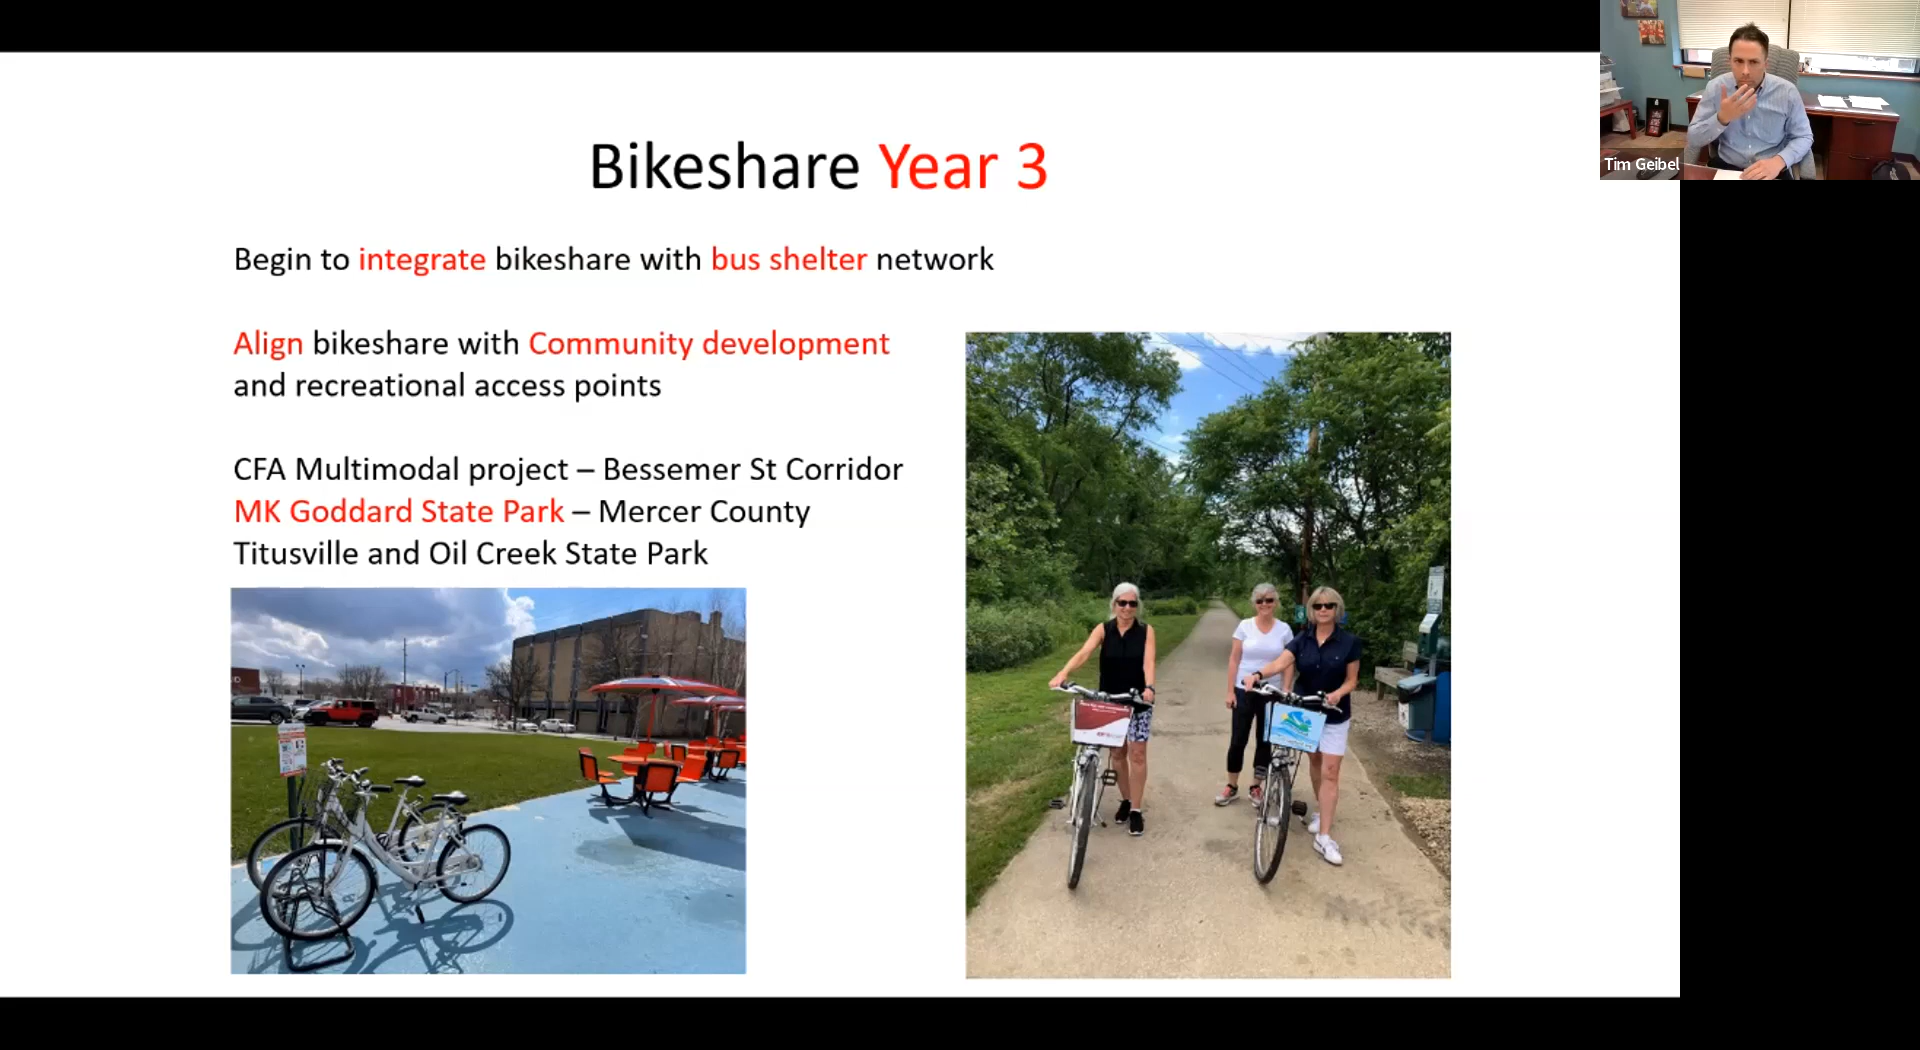 Bikeshare Year 3
Begin to integrate bikeshare with bus shelter network
Align bikeshare with Community development
and recreational access points
CFA Multimodal project – Bessemer St Corridor
MK Goddard State Park – Mercer County
Titusville and Oil Creek State Park
Tim Geibel